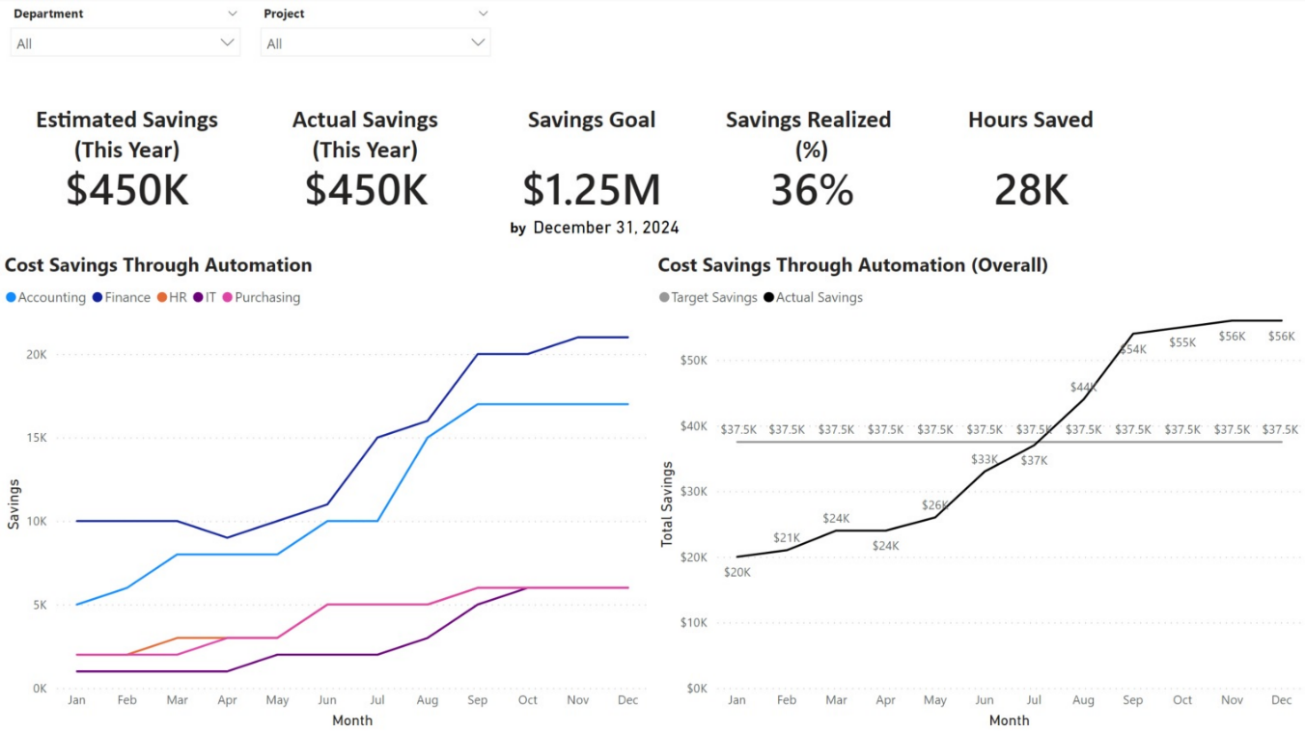 Department
Project
All
All
Estimated Savings
(This Year)
$450K
Actual Savings
(This Year)
$450K
Savings Goal
$1.25M
by December 31, 2024
Savings Realized
(%)
36%
Hours Saved
28K
Cost Savings Through Automation
Accounting Finance HR IT Purchasing
Savings
20K
15K
10K
5K
0K
Jan Feb Mar Apr May Jun Jul Aug Sep Oct Nov Dec
Month
Cost Savings Through Automation (Overall)
Target Savings Actual Savings
Total Savings
$50K
$40K
$30K
$20K
$10K
$0K
$37.5K $37.5K $37.5K $37.5K $37.5K $37.5K $37.5K $37.5K $37.5K $37.5K $37.5K $37.5K
$20K $21K $24K $24K $26K $33K $37K $44K $54K $55K $56K $56K
Jan Feb Mar Apr May Jun Jul Aug Sep Oct Nov Dec
Month